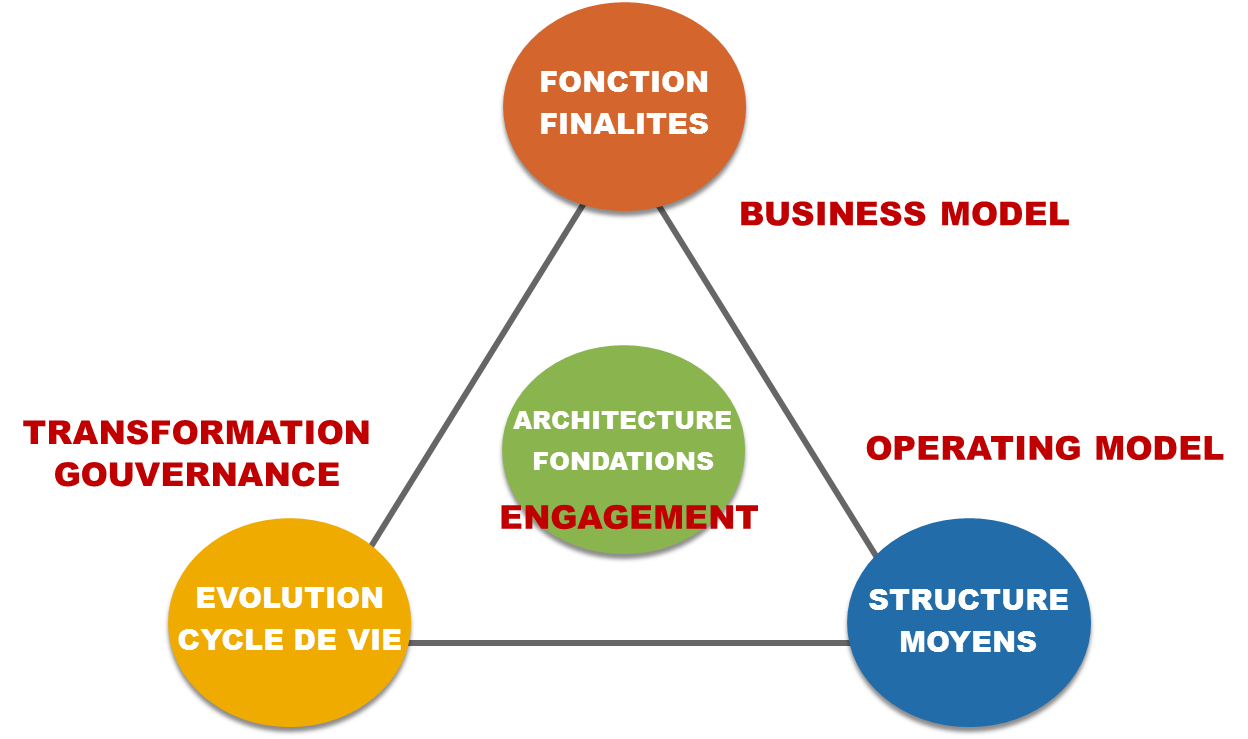 FONCTION
FINALITES
BUSINESS MODEL
ARCHITECTURE
FONDATIONS
ENGAGEMENT
TRANSFORMATION
GOUVERNANCE
OPERATING MODEL
EVOLUTION
CYCLE DE VIE
STRUCTURE
MOYENS